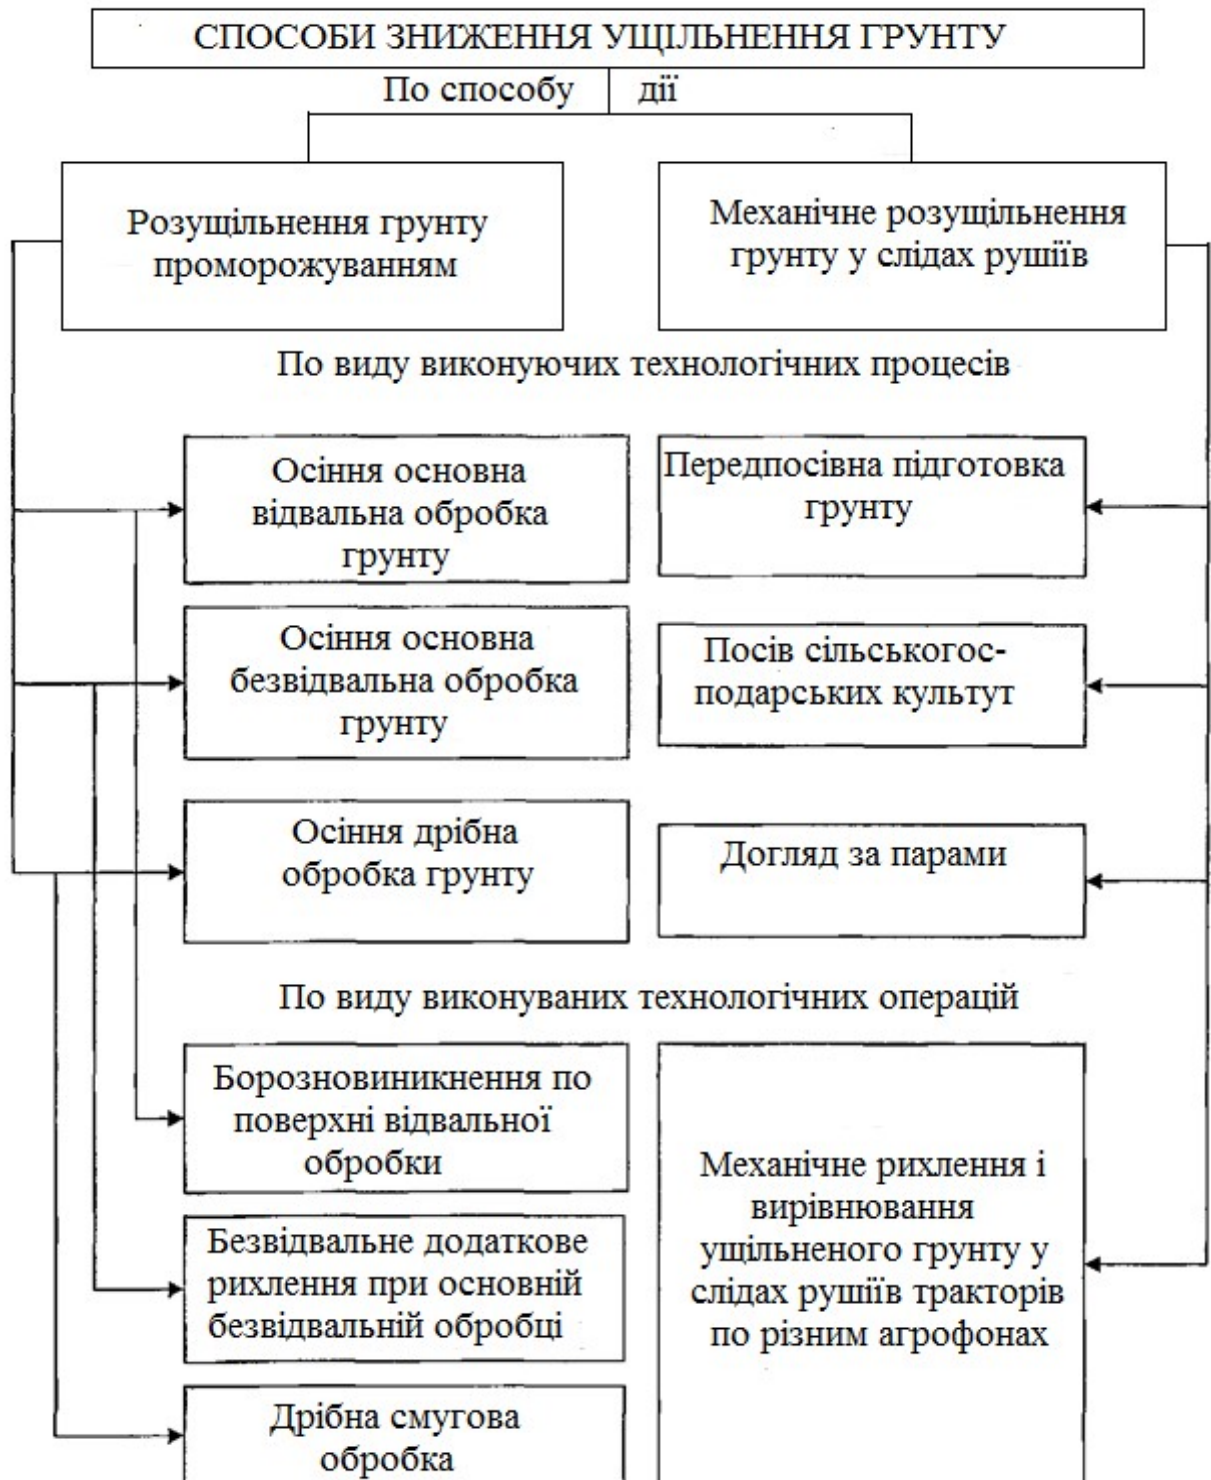 СПОСОБИ ЗНИЖЕННЯ УЩІЛЬНЕННЯ ГРУНТУ
По способу дії
Розущільнення грунту
проморожуванням
Механічне розущільнення
грунту у слідах рушіїв
По виду виконуючих технологічних процесів
Осіння основна
відвальна обробка
грунту
Передпосівна підготовка
грунту
Осіння основна
безвідвальна обробка
грунту
Посів сільськогос-
подарських культут
Осіння дрібна
обробка грунту
Догляд за парами
По виду виконуваних технологічних операцій
Борозновиникнення по
поверхні відвальної
обробки
Безвідвальне додаткове
рихлення при основній
безвідвальній обробці
Дрібна смугова
обробка
Механічне рихлення і
вирівнювання
ущільненого грунту у
слідах рушіїв тракторів
по різним агрофонах